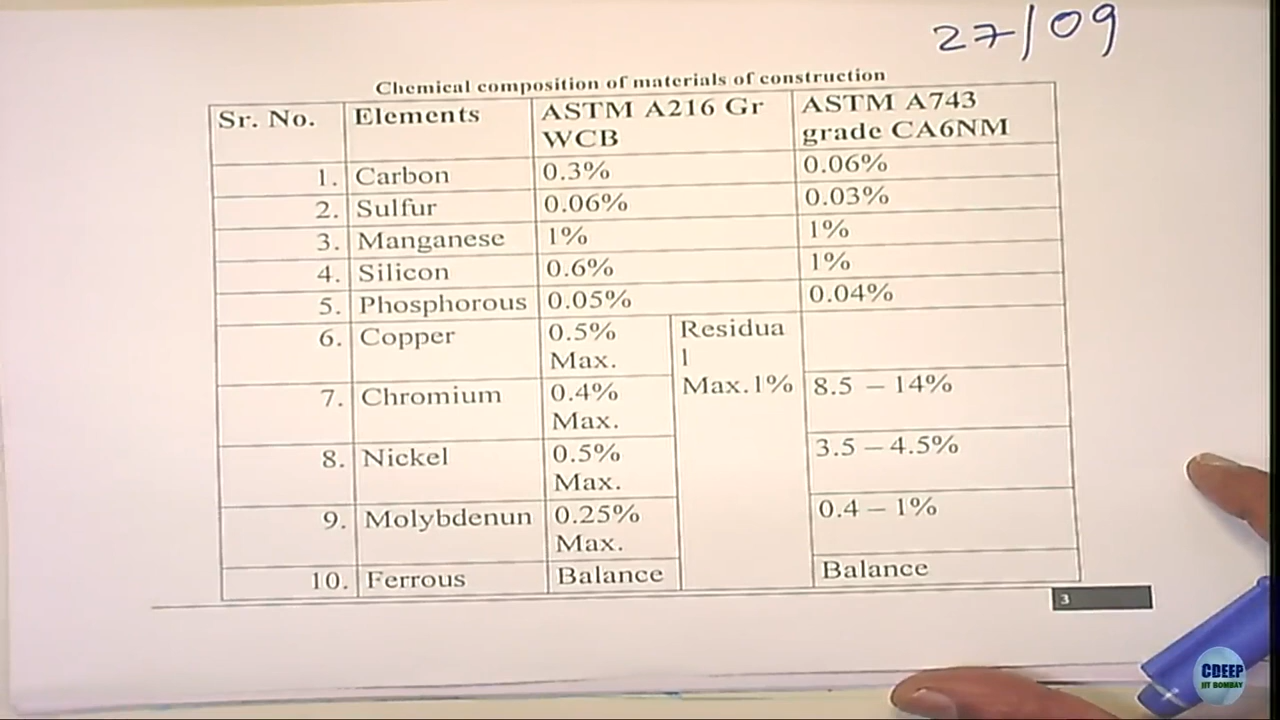 27/09
Chemical composition of materials of construction
Sr. No. Elements ASTM A216 Gr WCB ASTM A743 grade CA6NM
1. Carbon 0.3% 0.06%
2. Sulfur 0.06% 0.03%
3. Manganese 1% 1%
4. Silicon 0.6% 1%
5. Phosphorous 0.05% 0.04%
6. Copper 0.5% Max. Residua l Max.1%
7. Chromium 0.4% Max. 8.5 – 14%
8. Nickel 0.5% Max. 3.5 – 4.5%
9. Molybdenun 0.25% Max. 0.4 – 1%
10. Ferrous Balance Balance
3
CDEEP
IIT BOMBAY